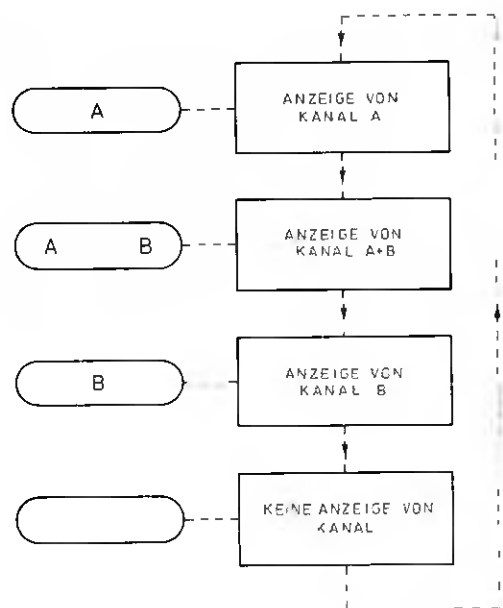 A
ANZEIGE VON
KANAL A
A B
ANZEIGE VON
KANAL A+B
B
ANZEIGE VON
KANAL B
KEINE ANZEIGE VON
KANAL